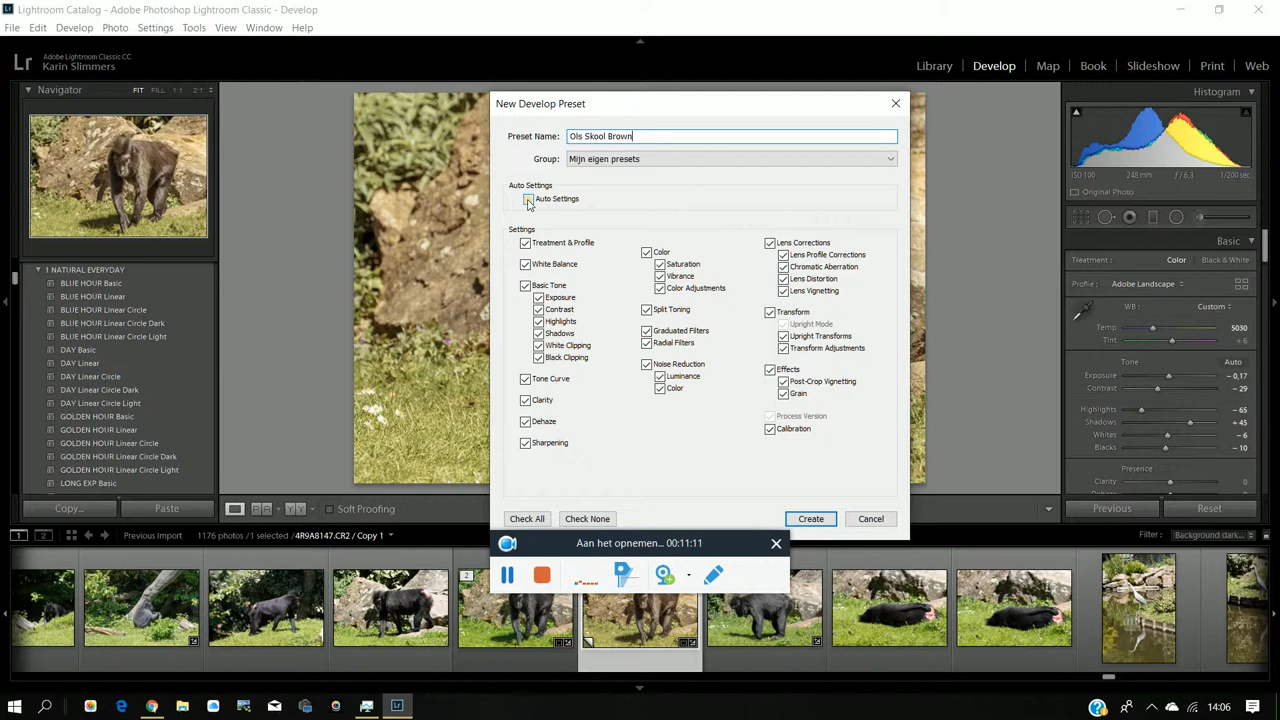 Lightroom Catalog - Adobe Photoshop Lightroom Classic - Develop
File Edit Develop Photo Settings Tools View Window Help
Lr
Adobe Lightroom Classic CC
Karin Slimmers
Library Develop Map Book Slideshow Print Web
Navigator FIT FILL 1:1 2:1
1 NATURAL EVERYDAY
BLUE HOUR Basic
BLUE HOUR Linear
BLUE HOUR Linear Circle
BLUE HOUR Linear Circle Dark
BLUE HOUR Linear Circle Light
DAY Basic
DAY Linear
DAY Linear Circle
DAY Linear Circle Dark
DAY Linear Circle Light
GOLDEN HOUR Basic
GOLDEN HOUR Linear
GOLDEN HOUR Linear Circle
GOLDEN HOUR Linear Circle Dark
GOLDEN HOUR Linear Circle Light
LONG EXP Basic
Copy... Paste
New Develop Preset
Preset Name: Ols Skool Brown
Group: Mijn eigen presets
Auto Settings
Auto Settings
Settings
Treatment & Profile
White Balance
Basic Tone
Exposure
Contrast
Highlights
Shadows
White Clipping
Black Clipping
Tone Curve
Clarity
Dehaze
Sharpening
Color
Saturation
Vibrance
Color Adjustments
Split Toning
Graduated Filters
Radial Filters
Noise Reduction
Luminance
Color
Lens Corrections
Lens Profile Corrections
Chromatic Aberration
Lens Distortion
Lens Vignetting
Transform
Upright Mode
Upright Transforms
Transform Adjustments
Effects
Post-Crop Vignetting
Grain
Process Version
Calibration
Check All Check None Create Cancel
Histogram
ISO 100 248 mm f / 6,3 1/200 sec
Original Photo
Basic
Treatment: Color Black & White
Profile: Adobe Landscape
WB: Custom
Temp 5030
Tint + 6
Tone Auto
Exposure - 0,17
Contrast - 29
Highlights - 65
Shadows + 45
Whites - 6
Blacks - 10
Presence
Clarity 0
Dehaze 0
Previous Reset
Soft Proofing
Aan het opnemen... 00:11:11
1 2 Previous Import 1176 photos / 1 selected / 4R9A8147.CR2 / Copy 1
Filter : Background dark...
2
Lr
14:06